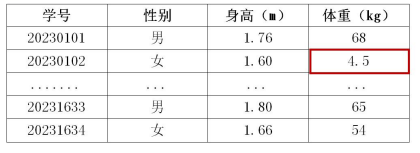 学号 性别 身高（m） 体重（kg）
20230101 男 1.76 68
20230102 女 1.60 4.5
....... ... ... ...
20231633 男 1.80 65
20231634 女 1.66 54